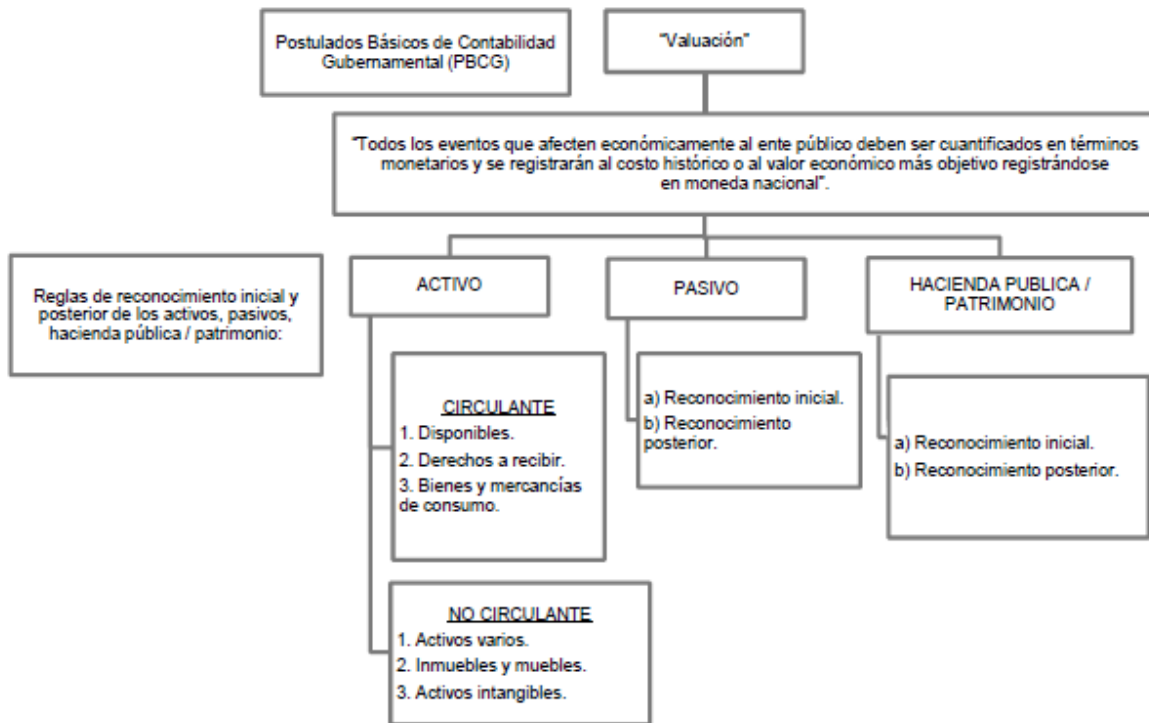 Postulados Básicos de Contabilidad
Gubernamental (PBCG)
"Valuación"
"Todos los eventos que afecten económicamente al ente público deben ser cuantificados en términos
monetarios y se registrarán al costo histórico o al valor económico más objetivo registrándose
en moneda nacional".
Reglas de reconocimiento inicial y
posterior de los activos, pasivos,
hacienda pública / patrimonio:
ACTIVO
PASIVO
HACIENDA PUBLICA /
PATRIMONIO
CIRCULANTE
1. Disponibles.
2. Derechos a recibir.
3. Bienes y mercancías
de consumo.
a) Reconocimiento inicial.
b) Reconocimiento
posterior.
a) Reconocimiento inicial.
b) Reconocimiento posterior.
NO CIRCULANTE
1. Activos varios.
2. Inmuebles y muebles.
3. Activos intangibles.